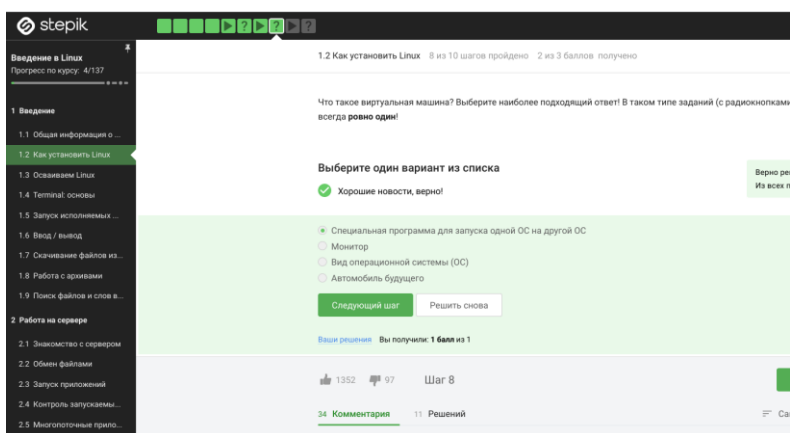 stepik
Введение в Linux
Прогресс по курсу: 4/137
1 Введение
1.1 Общая информация о ...
1.2 Как установить Linux
1.3 Осваиваем Linux
1.4 Terminal: основы
1.5 Запуск исполняемых ...
1.6 Ввод / вывод
1.7 Скачивание файлов из...
1.8 Работа с архивами
1.9 Поиск файлов и слов в...
2 Работа на сервере
2.1 Знакомство с сервером
2.2 Обмен файлами
2.3 Запуск приложений
2.4 Контроль запускаемы...
2.5 Многопоточные прило...
1.2 Как установить Linux 8 из 10 шагов пройдено 2 из 3 баллов получено
Что такое виртуальная машина? Выберите наиболее подходящий ответ! В таком типе заданий (с радиокнопками
всегда ровно один!
Выберите один вариант из списка
Хорошие новости, верно!
Верно ре
Из всех п
Специальная программа для запуска одной ОС на другой ОС
Монитор
Вид операционной системы (ОС)
Автомобиль будущего
Следующий шаг Решить снова
Ваши решения Вы получили: 1 балл из 1
1352 97 Шаг 8
34 Комментария 11 Решений
Са